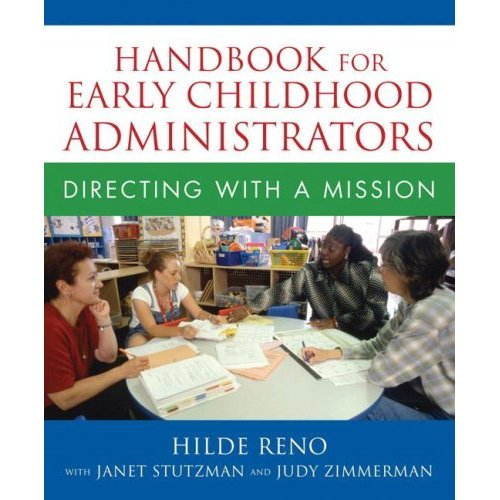 HANDBOOK FOR
EARLY CHILDHOOD
ADMINISTRATORS
DIRECTING WITH A MISSION
HILDE RENO
WITH JANET STUTZMAN AND JUDY ZIMMERMAN